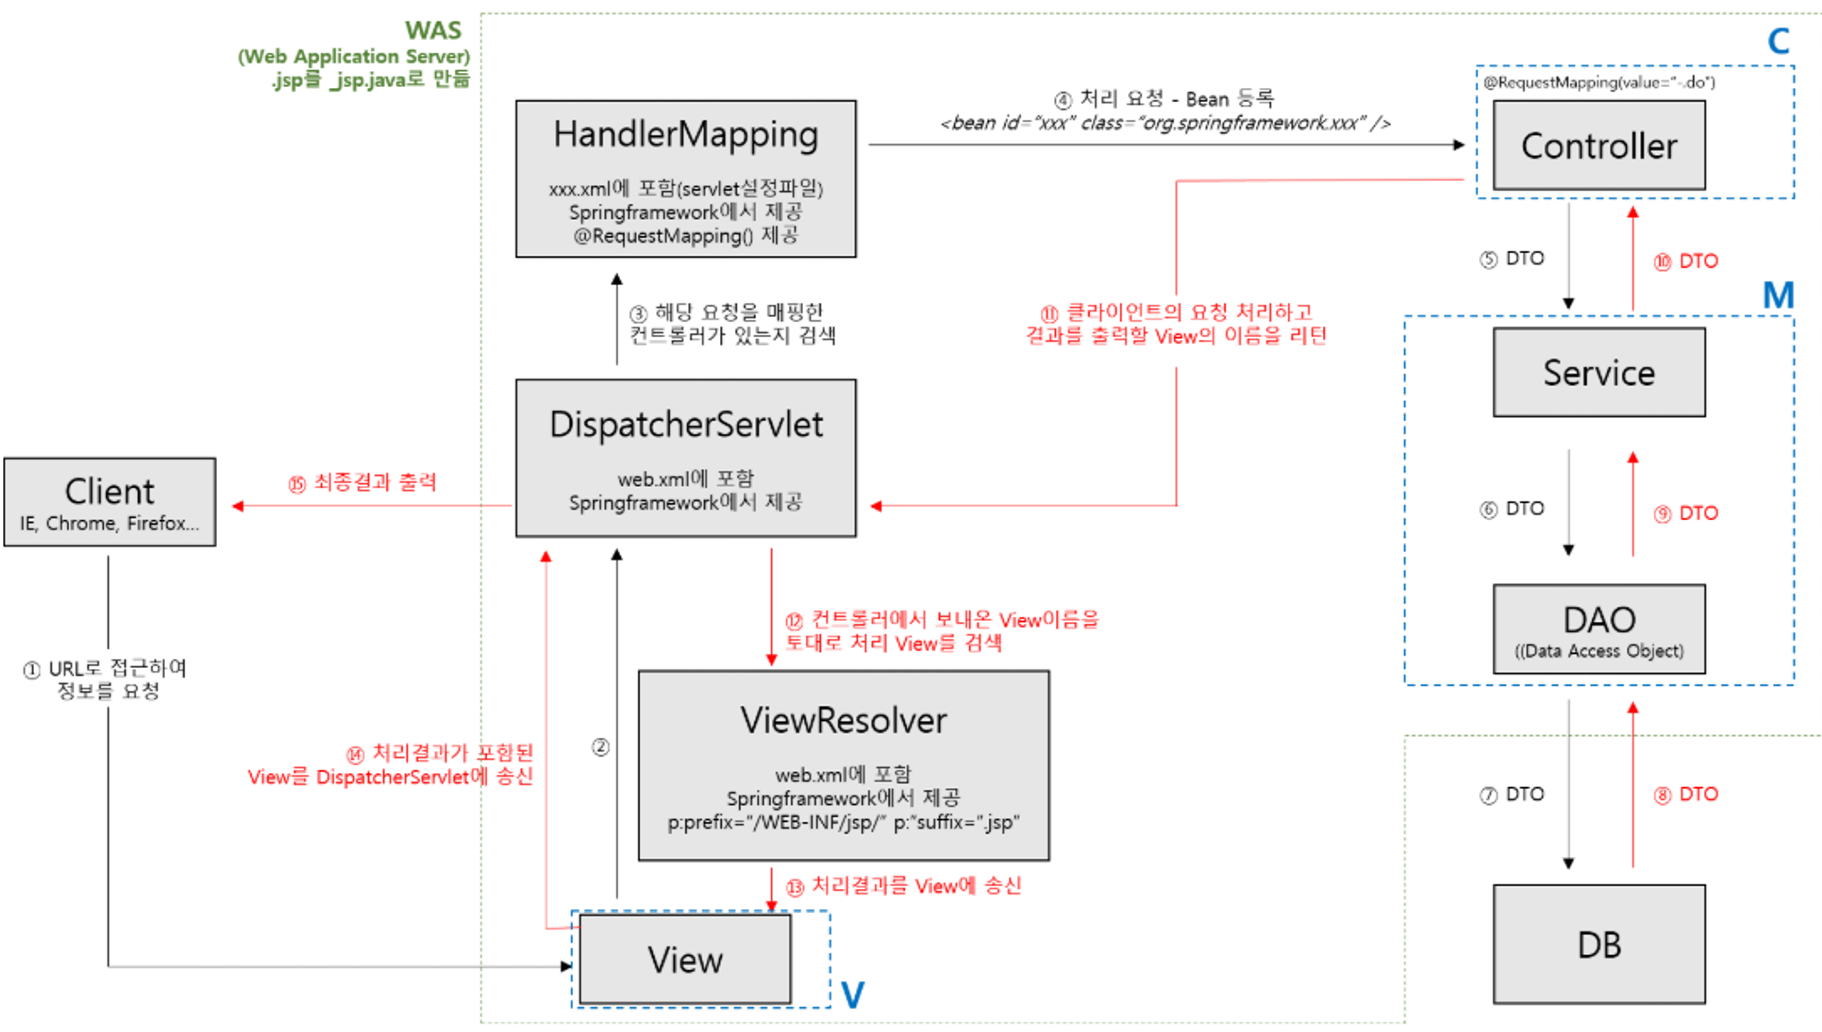 WAS
(Web Application Server)
.jsp를 _jsp.java로 만듦
C
@RequestMapping(value="-.do")
Controller
④ 처리 요청 - Bean 등록
<bean id="xxx" class="org.springframework.xxx" />
HandlerMapping
xxx.xml에 포함(servlet설정파일)
Springframework에서 제공
@RequestMapping() 제공
⑤ DTO
⑩ DTO
③ 해당 요청을 매핑한
컨트롤러가 있는지 검색
⑪ 클라이언트의 요청 처리하고
결과를 출력할 View의 이름을 리턴
M
Service
DispatcherServlet
web.xml에 포함
Springframework에서 제공
Client
IE, Chrome, Firefox...
⑮ 최종결과 출력
⑥ DTO
⑨ DTO
DAO
((Data Access Object)
⑫ 컨트롤러에서 보내온 View이름을
토대로 처리 View를 검색
① URL로 접근하여
정보를 요청
ViewResolver
web.xml에 포함
Springframework에서 제공
p:prefix="/WEB-INF/jsp/" p:"suffix=".jsp"
⑭ 처리결과가 포함된
View를 DispatcherServlet에 송신
②
⑦ DTO
⑧ DTO
⑬ 처리결과를 View에 송신
View
V
DB